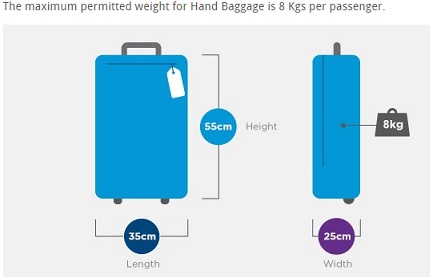 The maximum permitted weight for Hand Baggage is 8 Kgs per passenger.
55cm Height
8kg
35cm
25cm
Length
Width